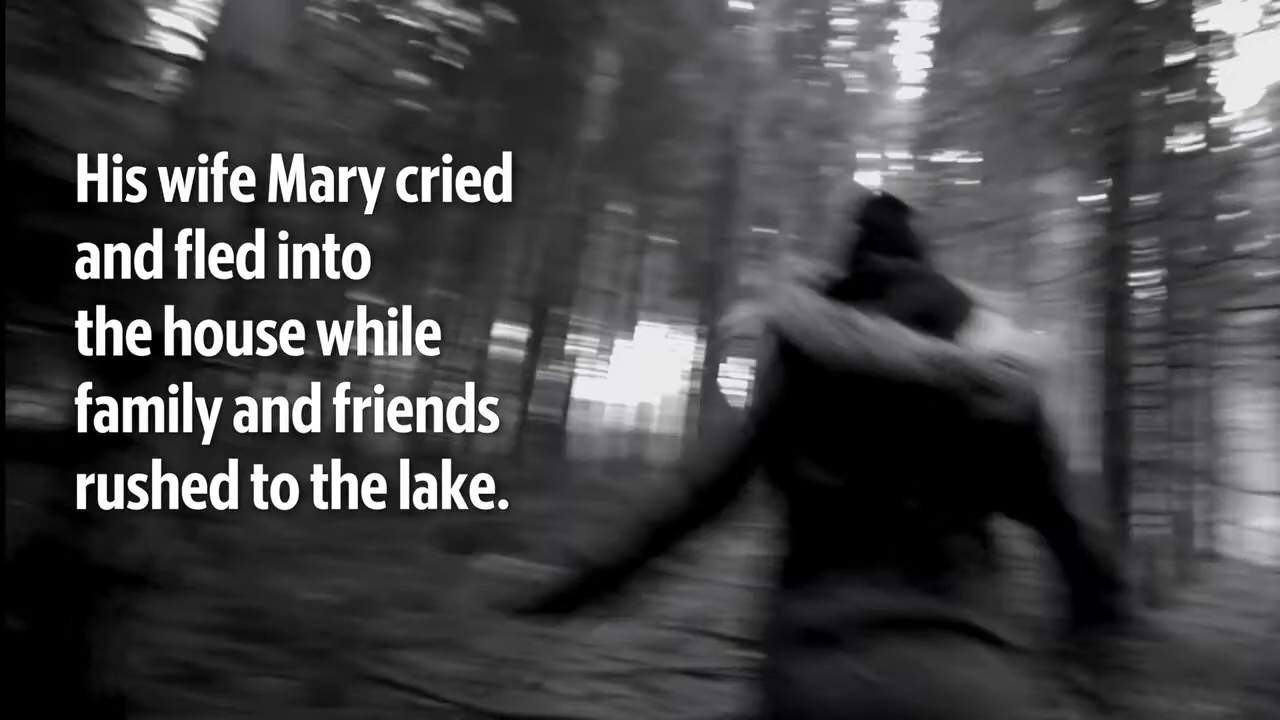 His wife Mary cried
and fled into
the house while
family and friends
rushed to the lake.